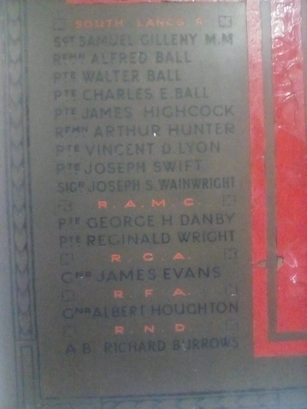 SOUTH LANCS R.
SGT SAMUEL GILLENY M.M
RFMN ALFRED BALL
PTE WALTER BALL
PTE CHARLES E. BALL
PTE JAMES HIGHCOCK
RFMN ARTHUR HUNTER
PTE VINCENT D. LYON
PTE JOSEPH SWIFT
SIGR JOSEPH S. WAINWRIGHT
R.A.M.C.
PTE GEORGE H DANBY
PTE REGINALD WRIGHT
R.G.A.
GNR JAMES EVANS
R.F.A.
GNR ALBERT HOUGHTON
R.N.D.
A.B. RICHARD BURROWS